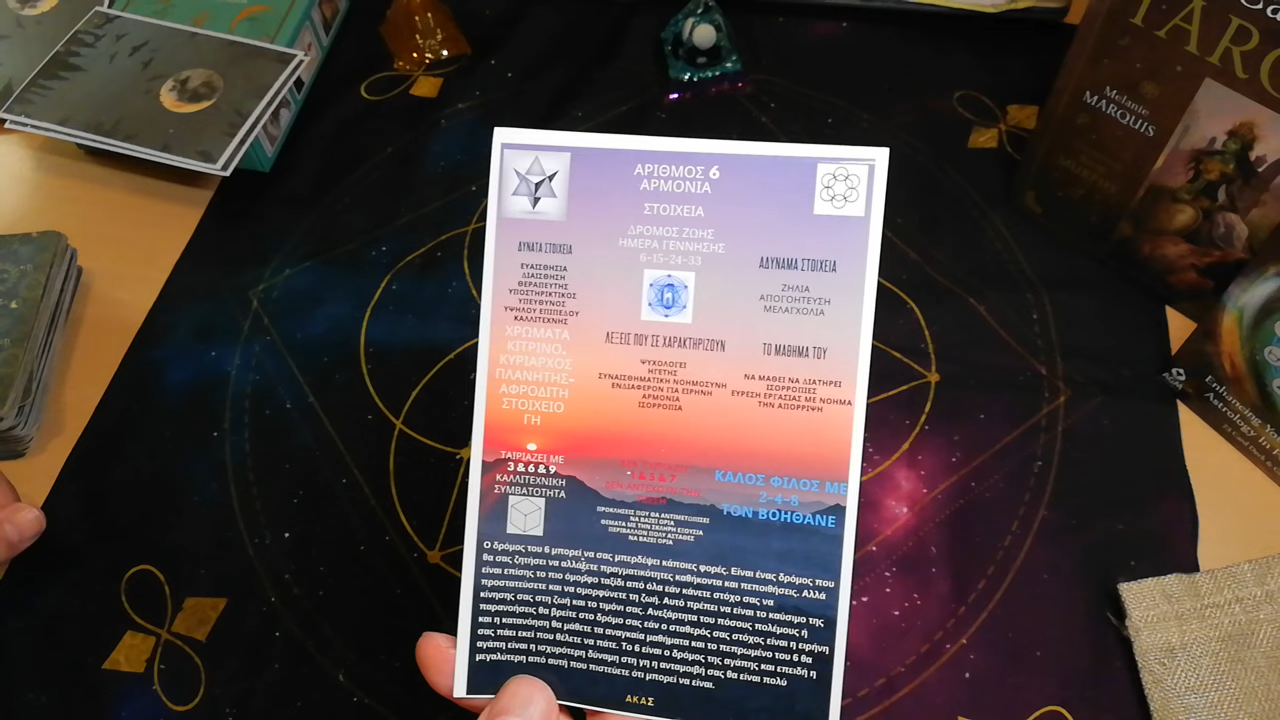 ΑΡΙΘΜΟΣ 6
ΑΡΜΟΝΙΑ
ΣΤΟΙΧΕΙΑ
ΔΡΟΜΟΣ ΖΩΗΣ
ΗΜΕΡΑ ΓΕΝΝΗΣΗΣ
6-15-24-33
ΔΥΝΑΤΑ ΣΤΟΙΧΕΙΑ
ΕΥΑΙΣΘΗΣΙΑ
ΔΙΑΙΣΘΗΣΗ
ΘΕΡΑΠΕΥΤΗΣ
ΥΠΟΣΤΗΡΙΚΤΙΚΟΣ
ΥΠΕΥΘΥΝΟΣ
ΥΨΗΛΟΥ ΕΠΙΠΕΔΟΥ
ΚΑΛΛΙΤΕΧΝΗΣ
ΧΡΩΜΑΤΑ
ΚΙΤΡΙΝΟ.
ΚΥΡΙΑΡΧΟΣ
ΠΛΑΝΗΤΗΣ-
ΑΦΡΟΔΙΤΗ
ΣΤΟΙΧΕΙΟ
ΓΗ
6
ΛΕΞΕΙΣ ΠΟΥ ΣΕ ΧΑΡΑΚΤΗΡΙΖΟΥΝ
ΨΥΧΟΛΟΓΕΙ
ΗΓΕΤΗΣ
ΣΥΝΑΙΣΘΗΜΑΤΙΚΗ ΝΟΗΜΟΣΥΝΗ
ΕΝΔΙΑΦΕΡΟΝ ΓΙΑ ΕΙΡΗΝΗ
ΑΡΜΟΝΙΑ
ΙΣΟΡΡΟΠΙΑ
ΑΔΥΝΑΜΑ ΣΤΟΙΧΕΙΑ
ΖΗΛΙΑ
ΑΠΟΓΟΗΤΕΥΣΗ
ΜΕΛΑΓΧΟΛΙΑ
ΤΟ ΜΑΘΗΜΑ ΤΟΥ
ΝΑ ΜΑΘΕΙ ΝΑ ΔΙΑΤΗΡΕΙ
ΙΣΟΡΡΟΠΙΕΣ
ΕΥΡΕΣΗ ΕΡΓΑΣΙΑΣ ΜΕ ΝΟΗΜΑ
ΤΗΝ ΑΠΟΡΡΙΨΗ
ΤΑΙΡΙΑΖΕΙ ΜΕ
3 & 6 & 9
ΚΑΛΛΙΤΕΧΝΙΚΗ
ΣΥΜΒΑΤΟΤΗΤΑ
1 & 5 & 7
ΔΕΝ
ΠΡΟΚΛΗΣΕΙΣ ΠΟΥ ΘΑ ΑΝΤΙΜΕΤΩΠΙΣΕΙ
ΝΑ ΒΑΖΕΙ ΟΡΙΑ
ΘΕΜΑΤΑ ΜΕ ΤΗΝ ΣΚΛΗΡΗ ΕΞΟΥΣΙΑ
ΠΕΡΙΒΑΛΛΟΝ ΠΟΛΥ ΑΣΤΑΘΕΣ
ΝΑ ΒΑΖΕΙ ΟΡΙΑ
ΚΑΛΟΣ ΦΙΛΟΣ ΜΕ
2-4-8
ΤΟΝ ΒΟΗΘΑΝΕ
Ο δρόμος του 6 μπορεί να σας μπερδέψει κάποιες φορές. Είναι ένας δρόμος που
θα σας ζητήσει να αλλάξετε πραγματικότητες καθήκοντα και πεποιθήσεις. Αλλά
είναι επίσης το πιο όμορφο ταξίδι από όλα εάν κάνετε στόχο σας να
προστατεύσετε και να ομορφύνετε τη ζωή. Αυτό πρέπει να είναι το καύσιμο της
κίνησης σας στη ζωή και το τιμόνι σας. Ανεξάρτητα του πόσους πολέμους ή
παρανοήσεις θα βρείτε στο δρόμο σας εάν ο σταθερός σας στόχος είναι η ειρήνη
και η κατανόηση θα μάθετε τα αναγκαία μαθήματα και το πεπρωμένο του 6 θα
σας πάει εκεί που θέλετε να πάτε. Το 6 είναι ο δρόμος της αγάπης και επειδή η
αγάπη είναι η ισχυρότερη δύναμη στη γη η ανταμοιβή σας θα είναι πολύ
μεγαλύτερη από αυτή που πιστεύετε ότι μπορεί να είναι.
ΑΚΑΣ
Melanie
MARQUIS
AGM
Enhancing
Astrology in